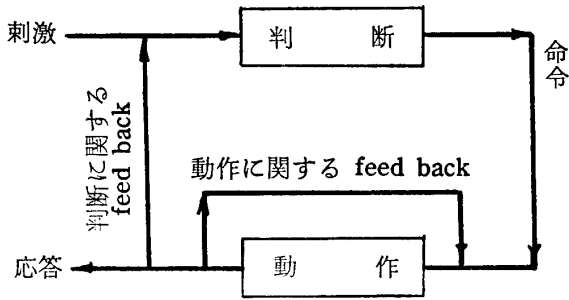 刺激
判断
命令
判断に関する
feed back
動作に関する feed back
応答
動作